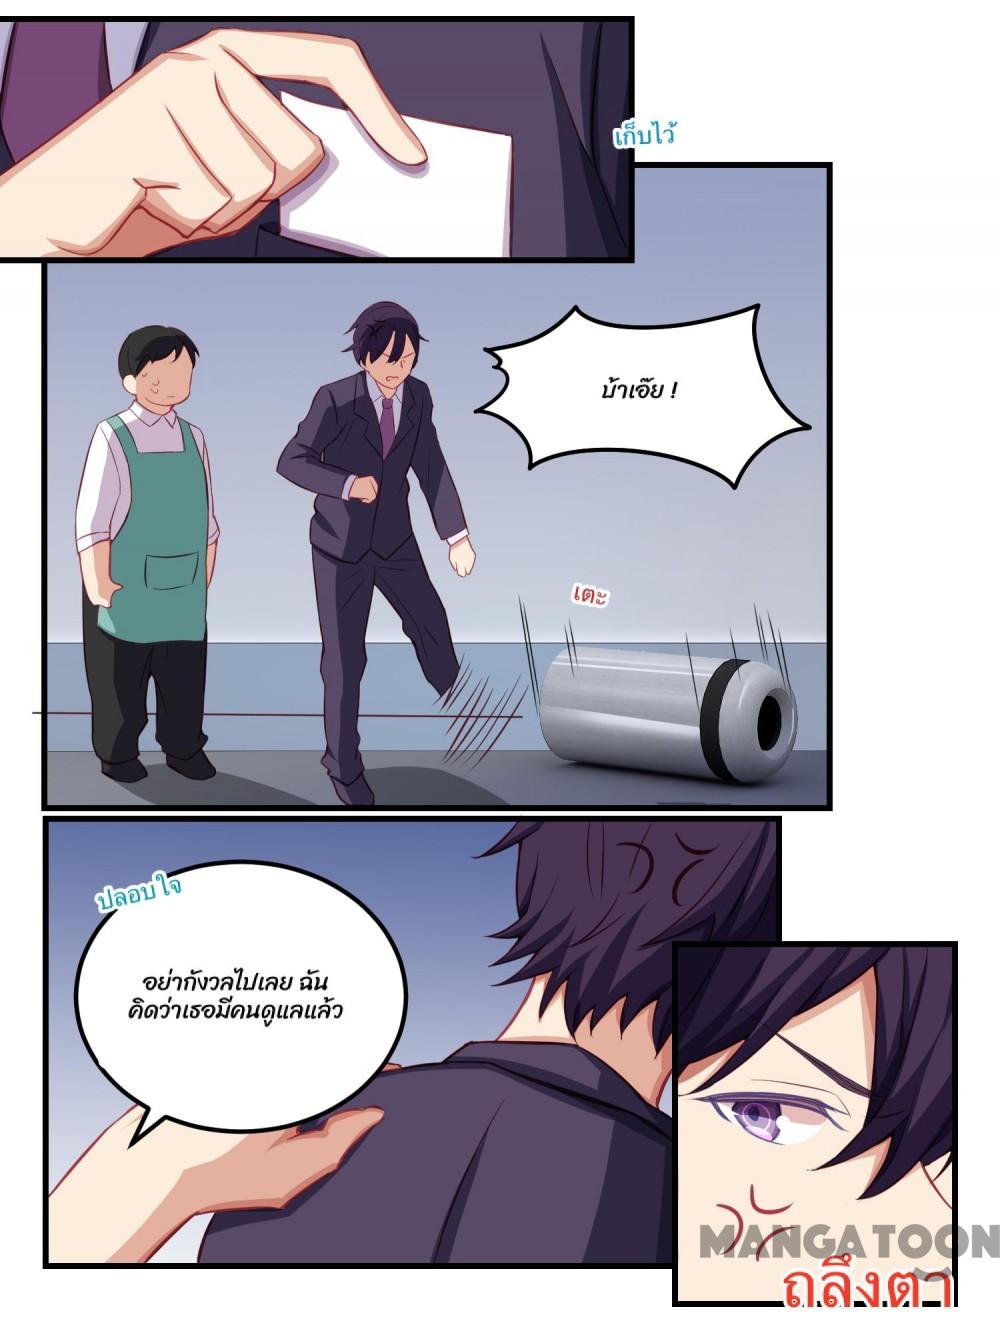 เก็บไว้
บ้าเอ๊ย !
เตะ
ปลอบใจ
อย่ากังวลไปเลย ฉัน
คิดว่าเธอมีคนดูแลแล้ว
MANGATOON
ถลึงตา